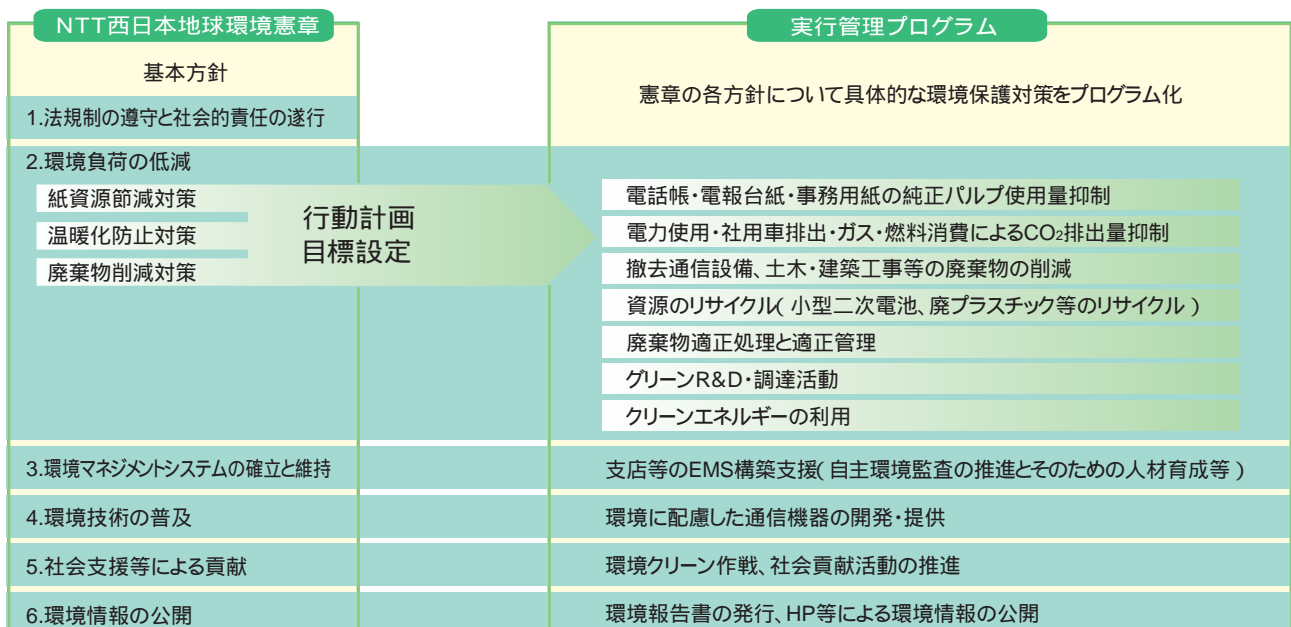 NTT西日本地球環境憲章
実行管理プログラム
基本方針
憲章の各方針について具体的な環境保護対策をプログラム化
1.法規制の遵守と社会的責任の遂行
2.環境負荷の低減
紙資源節減対策
温暖化防止対策
廃棄物削減対策
行動計画
目標設定
電話帳・電報台紙・事務用紙の純正パルプ使用量抑制
電力使用・社用車排出・ガス・燃料消費によるCO₂排出量抑制
撤去通信設備、土木・建築工事等の廃棄物の削減
資源のリサイクル(小型二次電池、廃プラスチック等のリサイクル)
廃棄物適正処理と適正管理
グリーンR&D・調達活動
クリーンエネルギーの利用
3.環境マネジメントシステムの確立と維持
支店等のEMS構築支援(自主環境監査の推進とそのための人材育成等)
4.環境技術の普及
環境に配慮した通信機器の開発・提供
5.社会支援等による貢献
環境クリーン作戦、社会貢献活動の推進
6.環境情報の公開
環境報告書の発行、HP等による環境情報の公開